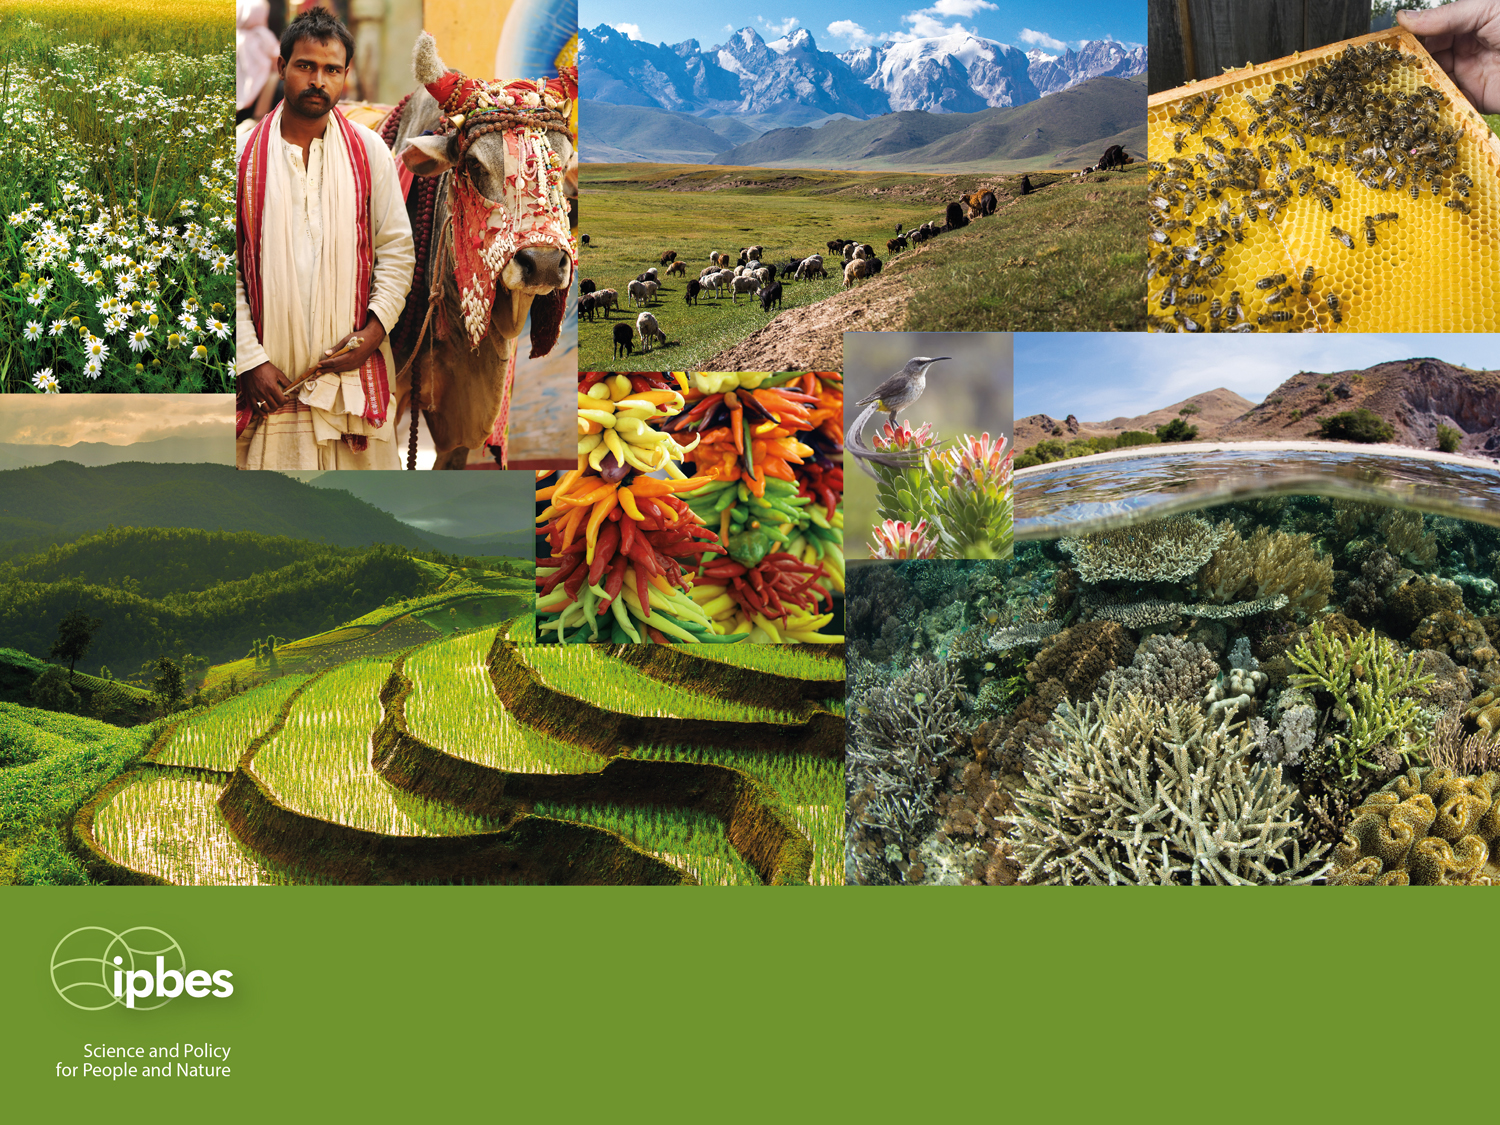 ipbes
Science and Policy
for People and Nature